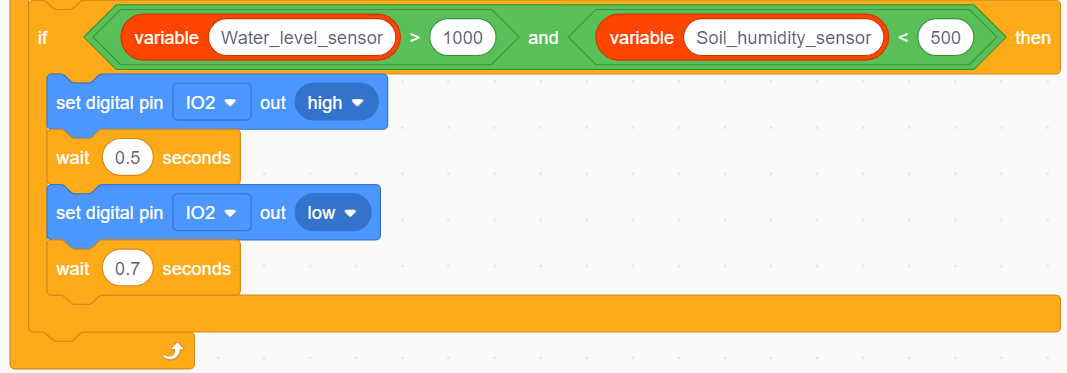 if variable Water_level_sensor > 1000 and variable Soil_humidity_sensor < 500 then
set digital pin IO2 out high
wait 0.5 seconds
set digital pin IO2 out low
wait 0.7 seconds